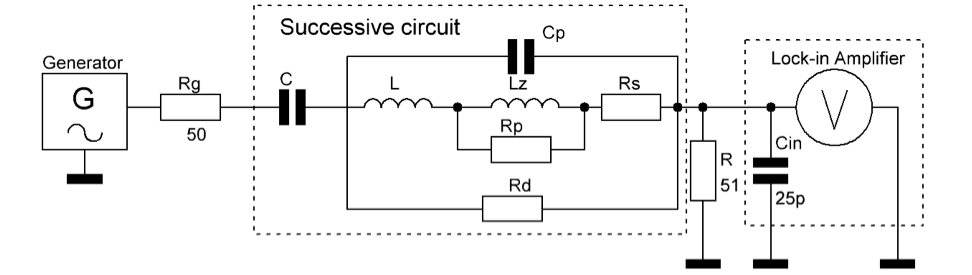 Successive circuit
Generator
G
Rg
50
C
Cp
L
Lz
Rs
Rp
Rd
R
51
Lock-in Amplifier
V
Cin
25p